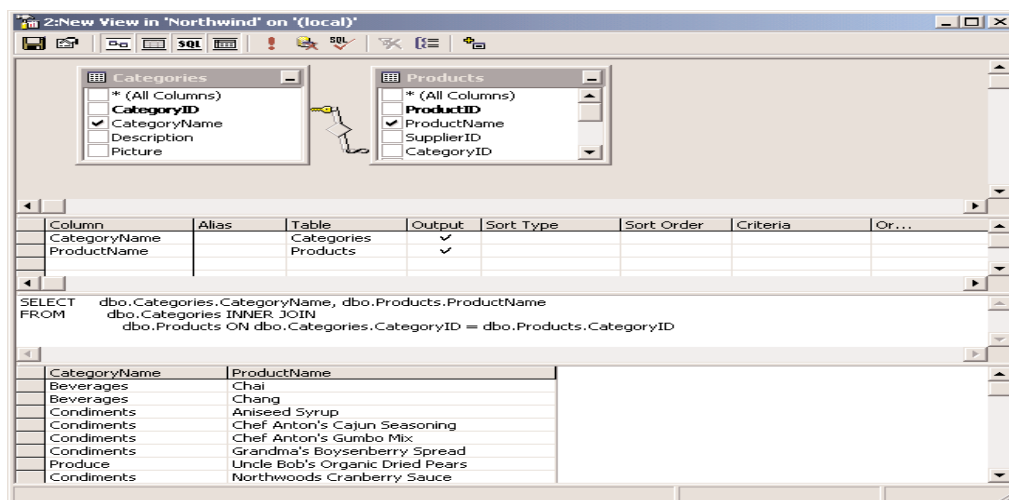 2:New View in 'Northwind' on '(local)'
SQL SQL
Categories
* (All Columns)
CategoryID
CategoryName
Description
Picture
Products
* (All Columns)
ProductID
ProductName
SupplierID
CategoryID
Column Alias Table Output Sort Type Sort Order Criteria Or...
CategoryName Categories
ProductName Products
SELECT dbo.Categories.CategoryName, dbo.Products.ProductName
FROM dbo.Categories INNER JOIN
dbo.Products ON dbo.Categories.CategoryID = dbo.Products.CategoryID
CategoryName ProductName
Beverages Chai
Beverages Chang
Condiments Aniseed Syrup
Condiments Chef Anton's Cajun Seasoning
Condiments Chef Anton's Gumbo Mix
Condiments Grandma's Boysenberry Spread
Produce Uncle Bob's Organic Dried Pears
Condiments Northwoods Cranberry Sauce